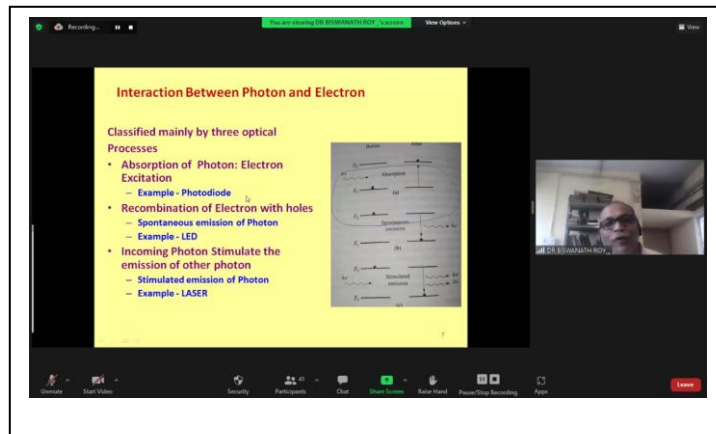 Recording...
You are viewing DR BISWANATH ROY_'s screen
View Options
View
Interaction Between Photon and Electron
Classified mainly by three optical
Processes
• Absorption of Photon: Electron
Excitation
– Example - Photodiode
• Recombination of Electron with holes
– Spontaneous emission of Photon
– Example - LED
• Incoming Photon Stimulate the
emission of other photon
– Stimulated emission of Photon
– Example - LASER
Absorption
(a)
Spontaneous
emission
(b)
Stimulated
emission
7
DR BISWANATH ROY_
Unmute
Start Video
Security
Participants
Chat
Share Screen
Raise Hand
Pause/Stop Recording
Apps
Leave